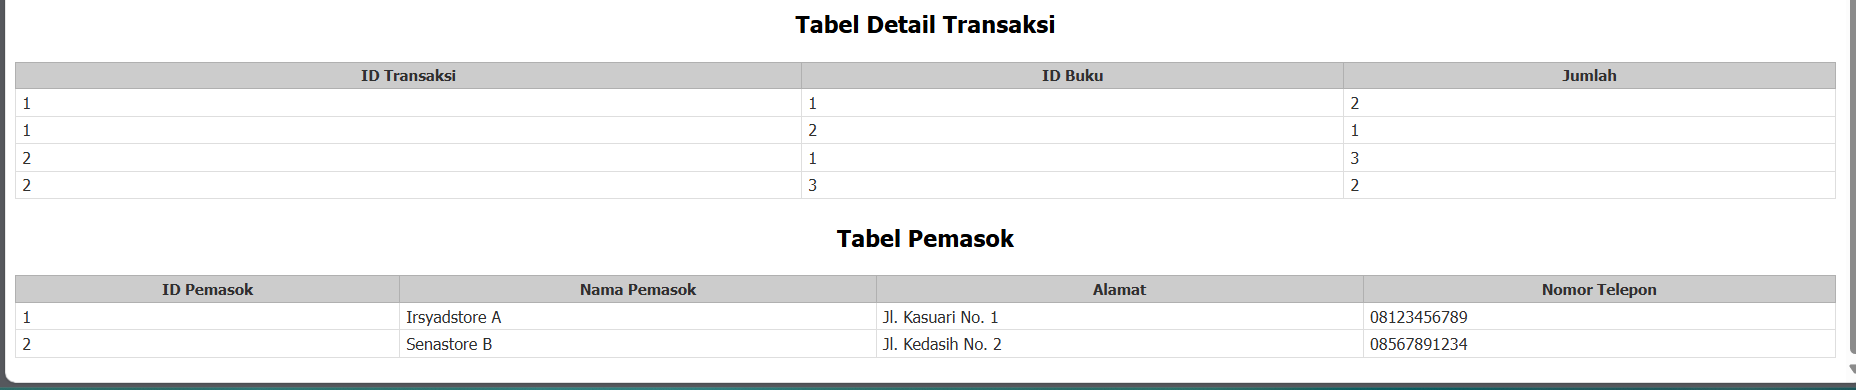 Tabel Detail Transaksi
ID Transaksi ID Buku Jumlah
1 1 2
1 2 1
2 1 3
2 3 2
Tabel Pemasok
ID Pemasok Nama Pemasok Alamat Nomor Telepon
1 Irsyadstore A Jl. Kasuari No. 1 08123456789
2 Senastore B Jl. Kedasih No. 2 08567891234